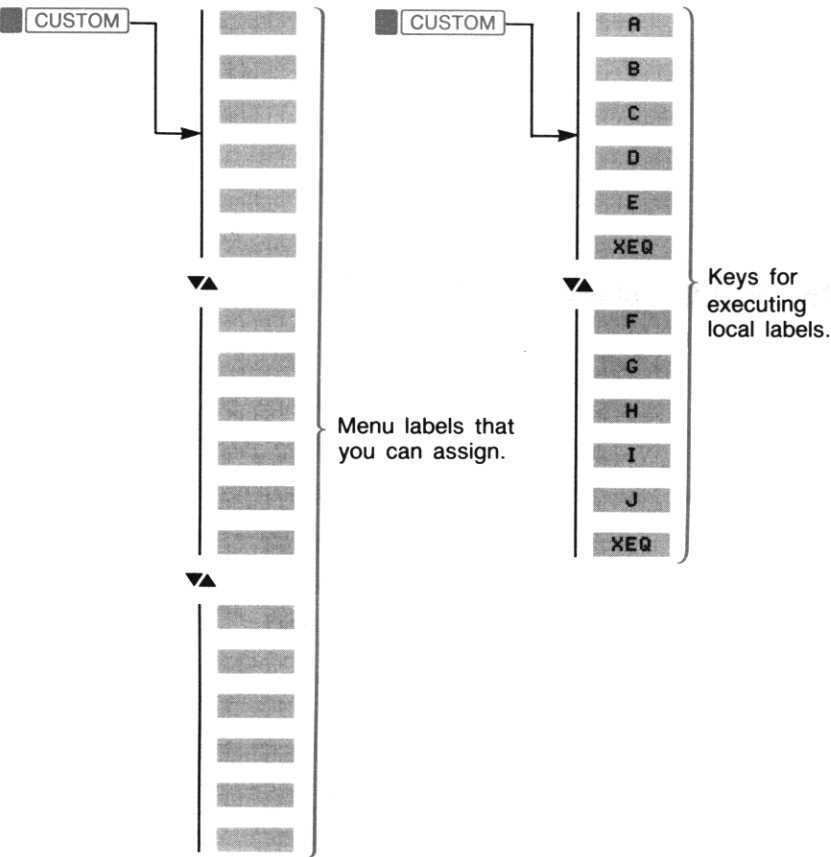 CUSTOM
Menu labels that
you can assign.
CUSTOM
A
B
C
D
E
XEQ
F
G
H
I
J
XEQ
Keys for
executing
local labels.